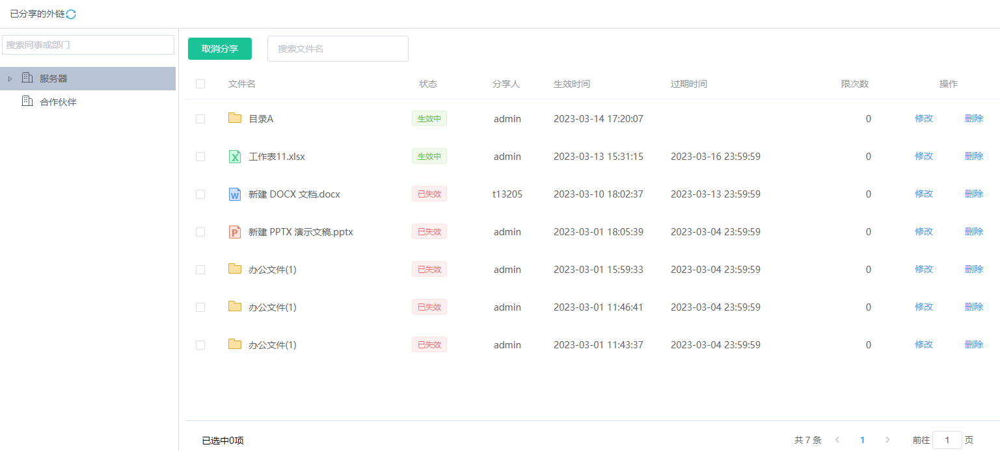 已分享的外链
搜索同事或部门
服务器
合作伙伴
取消分享 搜索文件名
文件名 状态 分享人 生效时间 过期时间 限次数 操作
目录A 生效中 admin 2023-03-14 17:20:07 0 修改 删除
工作表11.xlsx 生效中 admin 2023-03-13 15:31:15 2023-03-16 23:59:59 0 修改 删除
新建 DOCX 文档.docx 已失效 t13205 2023-03-10 18:02:37 2023-03-13 23:59:59 0 修改 删除
新建 PPTX 演示文稿.pptx 已失效 admin 2023-03-01 18:05:39 2023-03-04 23:59:59 0 修改 删除
办公文件(1) 已失效 admin 2023-03-01 15:59:33 2023-03-04 23:59:59 0 修改 删除
办公文件(1) 已失效 admin 2023-03-01 11:46:41 2023-03-04 23:59:59 0 修改 删除
办公文件(1) 已失效 admin 2023-03-01 11:43:37 2023-03-04 23:59:59 0 修改 删除
已选中0项 共 7 条 1 前往 1 页